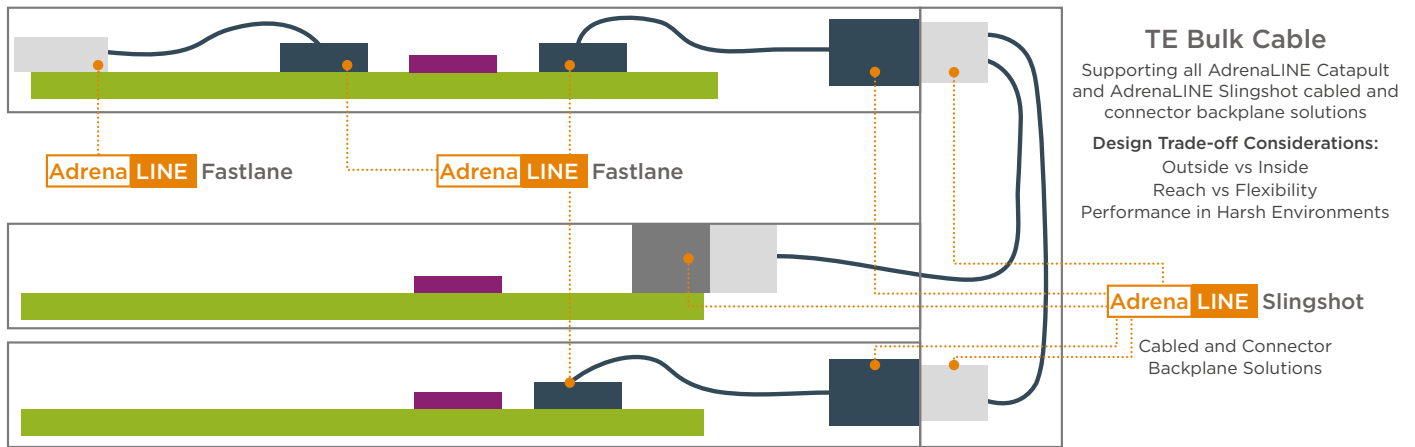 TE Bulk Cable
Supporting all AdrenaLINE Catapult
and AdrenaLINE Slingshot cabled and
connector backplane solutions
Design Trade-off Considerations:
Outside vs Inside
Reach vs Flexibility
Performance in Harsh Environments
AdrenaLINE Fastlane
AdrenaLINE Fastlane
AdrenaLINE Slingshot
Cabled and Connector
Backplane Solutions